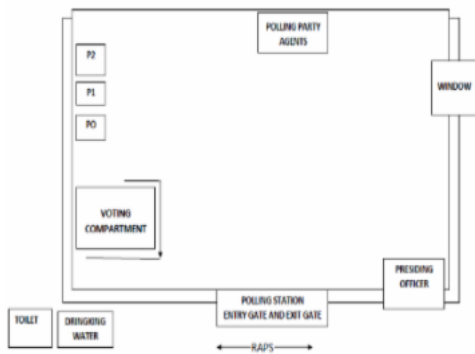 POLLING PARTY
AGENTS
P2
WINDOW
P1
PO
VOTING
COMPARTMENT
PRESIDING
OFFICER
POLLING STATION
ENTRY GATE AND EXIT GATE
TOILET
DRINGKING
WATER
RAPS